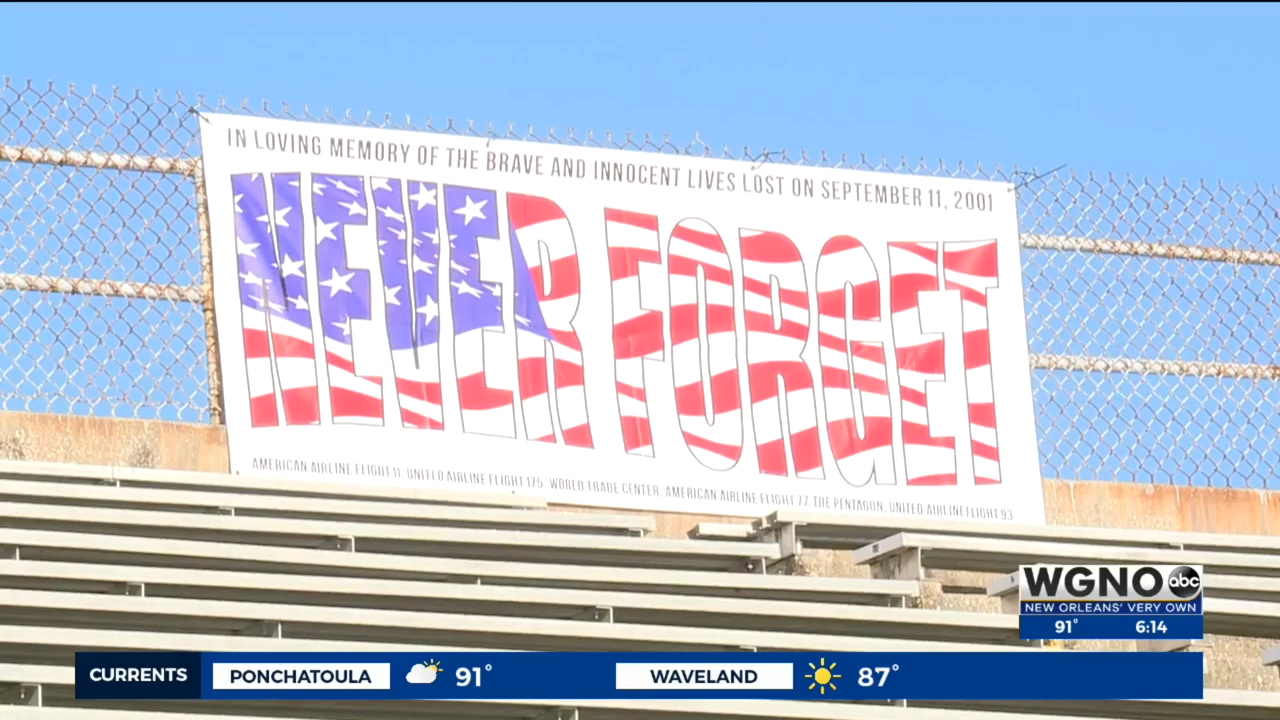 IN LOVING MEMORY OF THE BRAVE AND INNOCENT LIVES LOST ON SEPTEMBER 11, 2001
NEVER FORGET
AMERICAN AIRLINE FLIGHT 11, UNITED AIRLINE FLIGHT 175, WORLD TRADE CENTER, AMERICAN AIRLINE FLIGHT 77, THE PENTAGON, UNITED AIRLINE FLIGHT 93
WGNO abc
NEW ORLEANS' VERY OWN
91° 6:14
CURRENTS PONCHATOULA 91° WAVELAND 87°